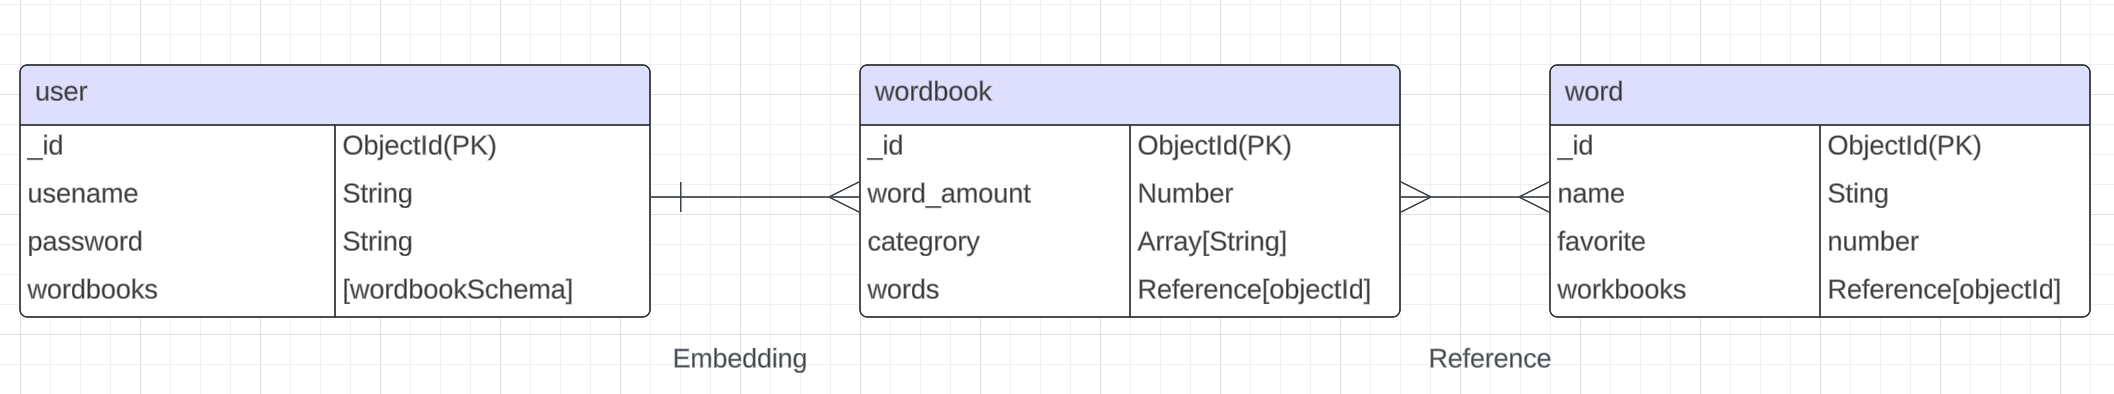 user
_id ObjectId(PK)
usename String
password String
wordbooks [wordbookSchema]
wordbook
_id ObjectId(PK)
word_amount Number
categrory Array[String]
words Reference[objectId]
word
_id ObjectId(PK)
name Sting
favorite number
workbooks Reference[objectId]
Embedding
Reference